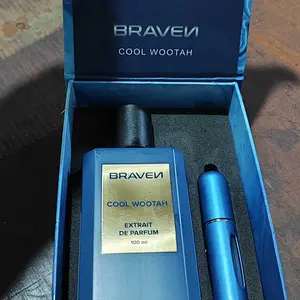 BRAVEN
COOL WOOTAH
BRAVEN
COOL WOOTAH
EXTRAIT
DE PARFUM
100 ml